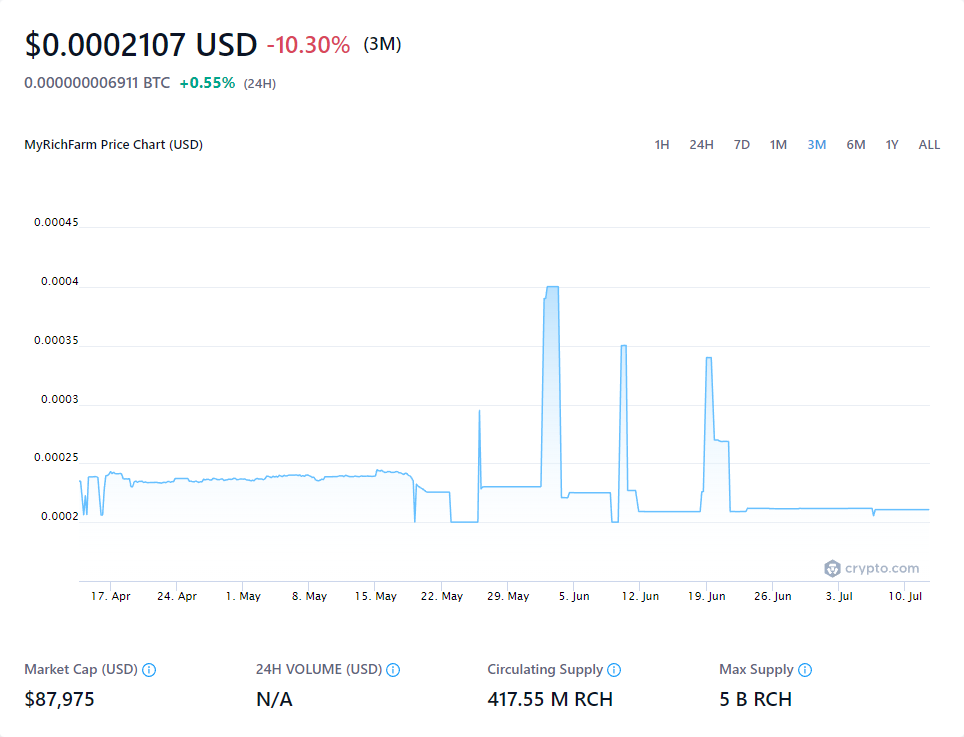 $0.0002107 USD -10.30% (3M)
0.000000006911 BTC +0.55% (24H)
MyRichFarm Price Chart (USD) 1H 24H 7D 1M 3M 6M 1Y ALL
0.00045
0.0004
0.00035
0.0003
0.00025
0.0002
crypto.com
17. Apr 24. Apr 1. May 8. May 15. May 22. May 29. May 5. Jun 12. Jun 19. Jun 26. Jun 3. Jul 10. Jul
Market Cap (USD) 24H VOLUME (USD) Circulating Supply Max Supply
$87,975 N/A 417.55 M RCH 5 B RCH